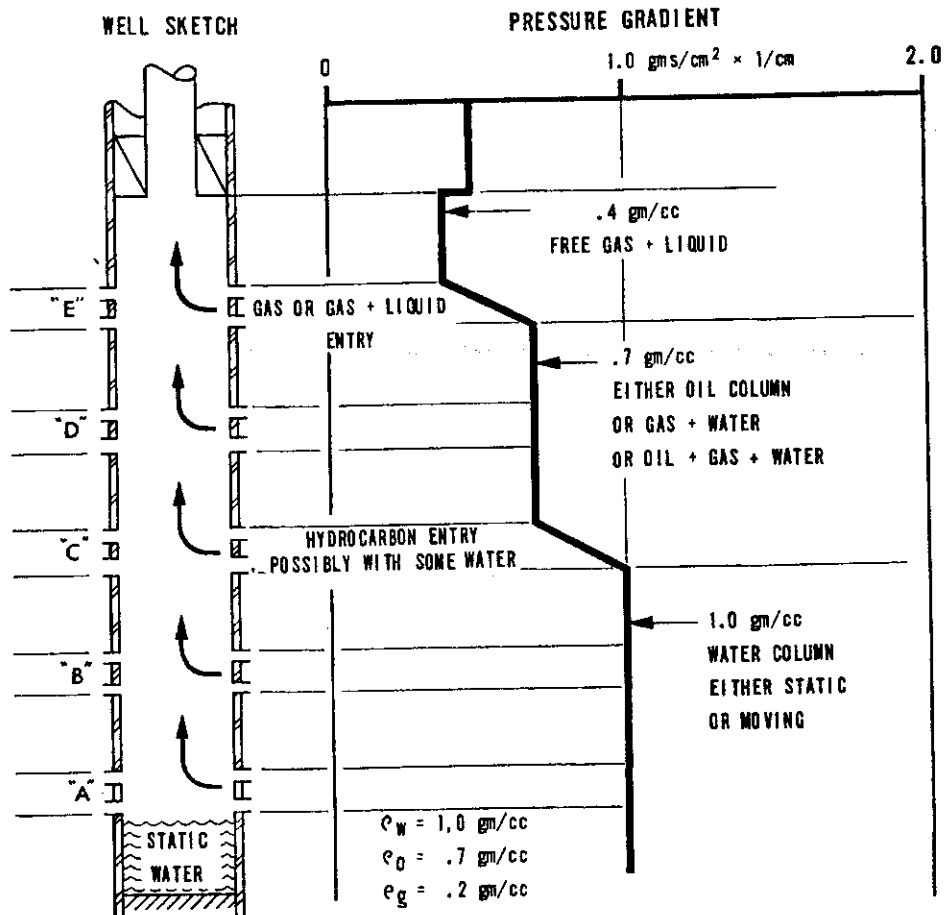 WELL SKETCH
PRESSURE GRADIENT
0
1.0 gms/cm² × 1/cm
2.0
.4 gm/cc
FREE GAS + LIQUID
"E"
GAS OR GAS + LIQUID
ENTRY
.7 gm/cc
EITHER OIL COLUMN
OR GAS + WATER
OR OIL + GAS + WATER
"D"
"C"
HYDROCARBON ENTRY
POSSIBLY WITH SOME WATER
1.0 gm/cc
WATER COLUMN
EITHER STATIC
OR MOVING
"B"
"A"
STATIC
WATER
ρw = 1,0 gm/cc
ρo = .7 gm/cc
ρg = .2 gm/cc